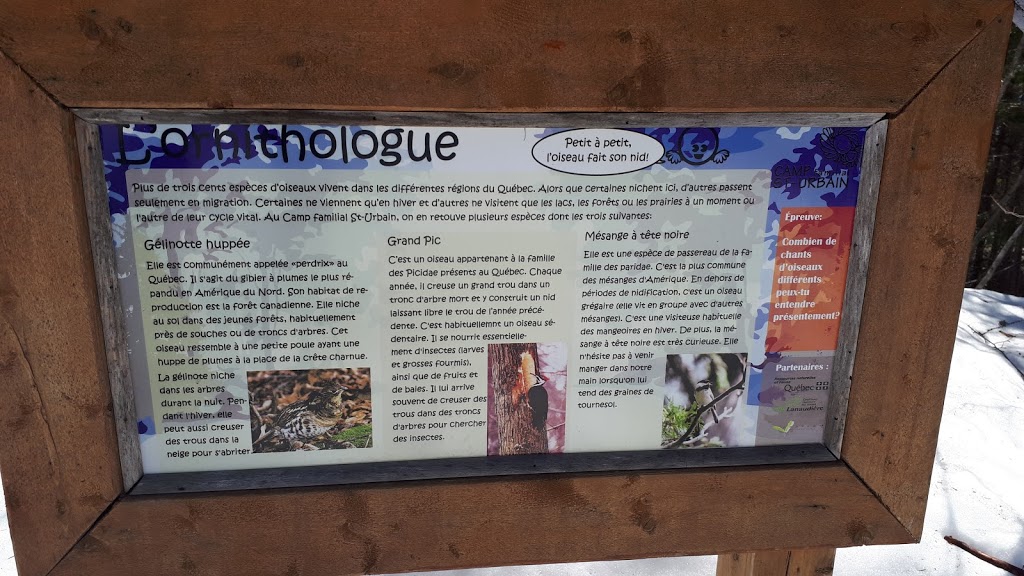 L'ornithologue
Petit à petit,
l'oiseau fait son nid!
CAMP
ST-URBAIN
Plus de trois cents espèces d'oiseaux vivent dans les différentes régions du Québec. Alors que certaines nichent ici, d'autres passent
seulement en migration. Certaines ne viennent qu'en hiver et d'autres ne visitent que les lacs, les forêts ou les prairies à un moment ou
l'autre de leur cycle vital. Au Camp familial St-Urbain, on en retouve plusieurs espèces dont les trois suivantes:
Gélinotte huppée
Elle est communément appelée «perdrix» au
Québec. Il s'agit du gibier à plumes le plus ré-
pandu en Amérique du Nord. Son habitat de re-
production est la forêt Canadienne. Elle niche
au sol dans des jeunes forêts, habituellement
près de souches ou de troncs d'arbres. Cet
oiseau ressemble à une petite poule ayant une
huppe de plumes à la place de la crête charnue.
La gélinote niche
dans les arbres
durant la nuit. Pen-
dant l'hiver, elle
peut aussi creuser
des trous dans la
neige pour s'abriter.
Grand Pic
C'est un oiseau appartenant à la famille
des Picidae présents au Québec. Chaque
année, il creuse un grand trou dans un
tronc d'arbre mort et y construit un nid
laissant libre le trou de l'année précé-
dente. C'est habituellemnt un oiseau sé-
dentaire. Il se nourrit essentielle-
ment d'insectes (larves
et grosses fourmis),
ainsi que de fruits et
de baies. Il lui arrive
souvent de creuser des
trous dans des troncs
d'arbres pour chercher
des insectes.
Mésange à tête noire
Elle est une espèce de passereau de la fa-
mille des paridae. C'est la plus commune
des mésanges d'Amérique. En dehors de
périodes de nidification, c'est un oiseau
grégaire (elle vit en groupe avec d'autres
mésanges). C'est une visiteuse habituelle
des mangeoires en hiver. De plus, la mé-
sange à tête noire est très curieuse. Elle
n'hésite pas à venir
manger dans notre
main lorsqu'on lui
tend des graines de
tournesol.
Épreuve:
Combien de
chants
d'oiseaux
différents
peux-tu
entendre
présentement?
Partenaires :
Québec
Lanaudière